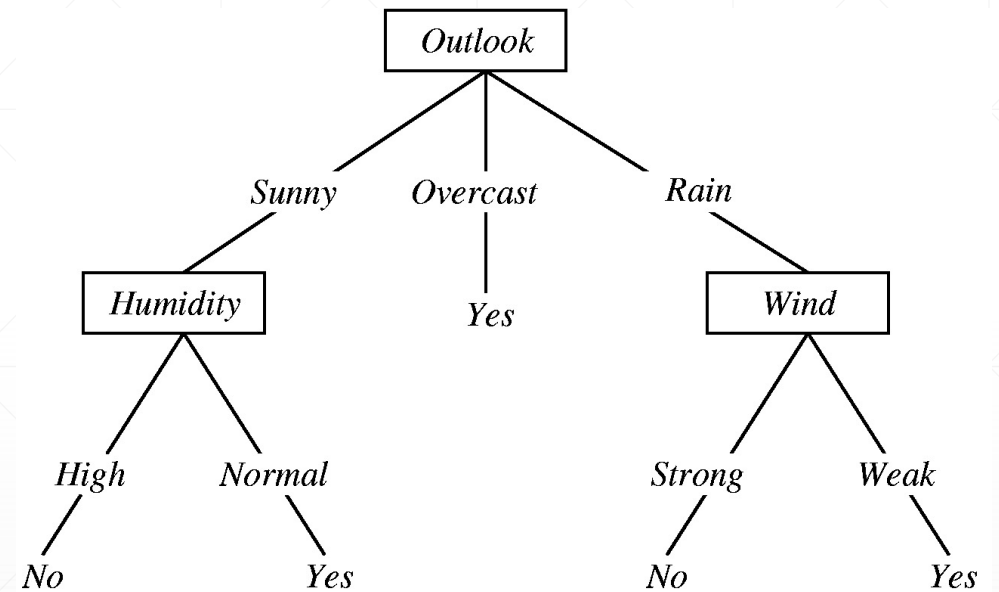 Outlook
Sunny Overcast Rain
Humidity Yes Wind
High Normal Strong Weak
No Yes No Yes